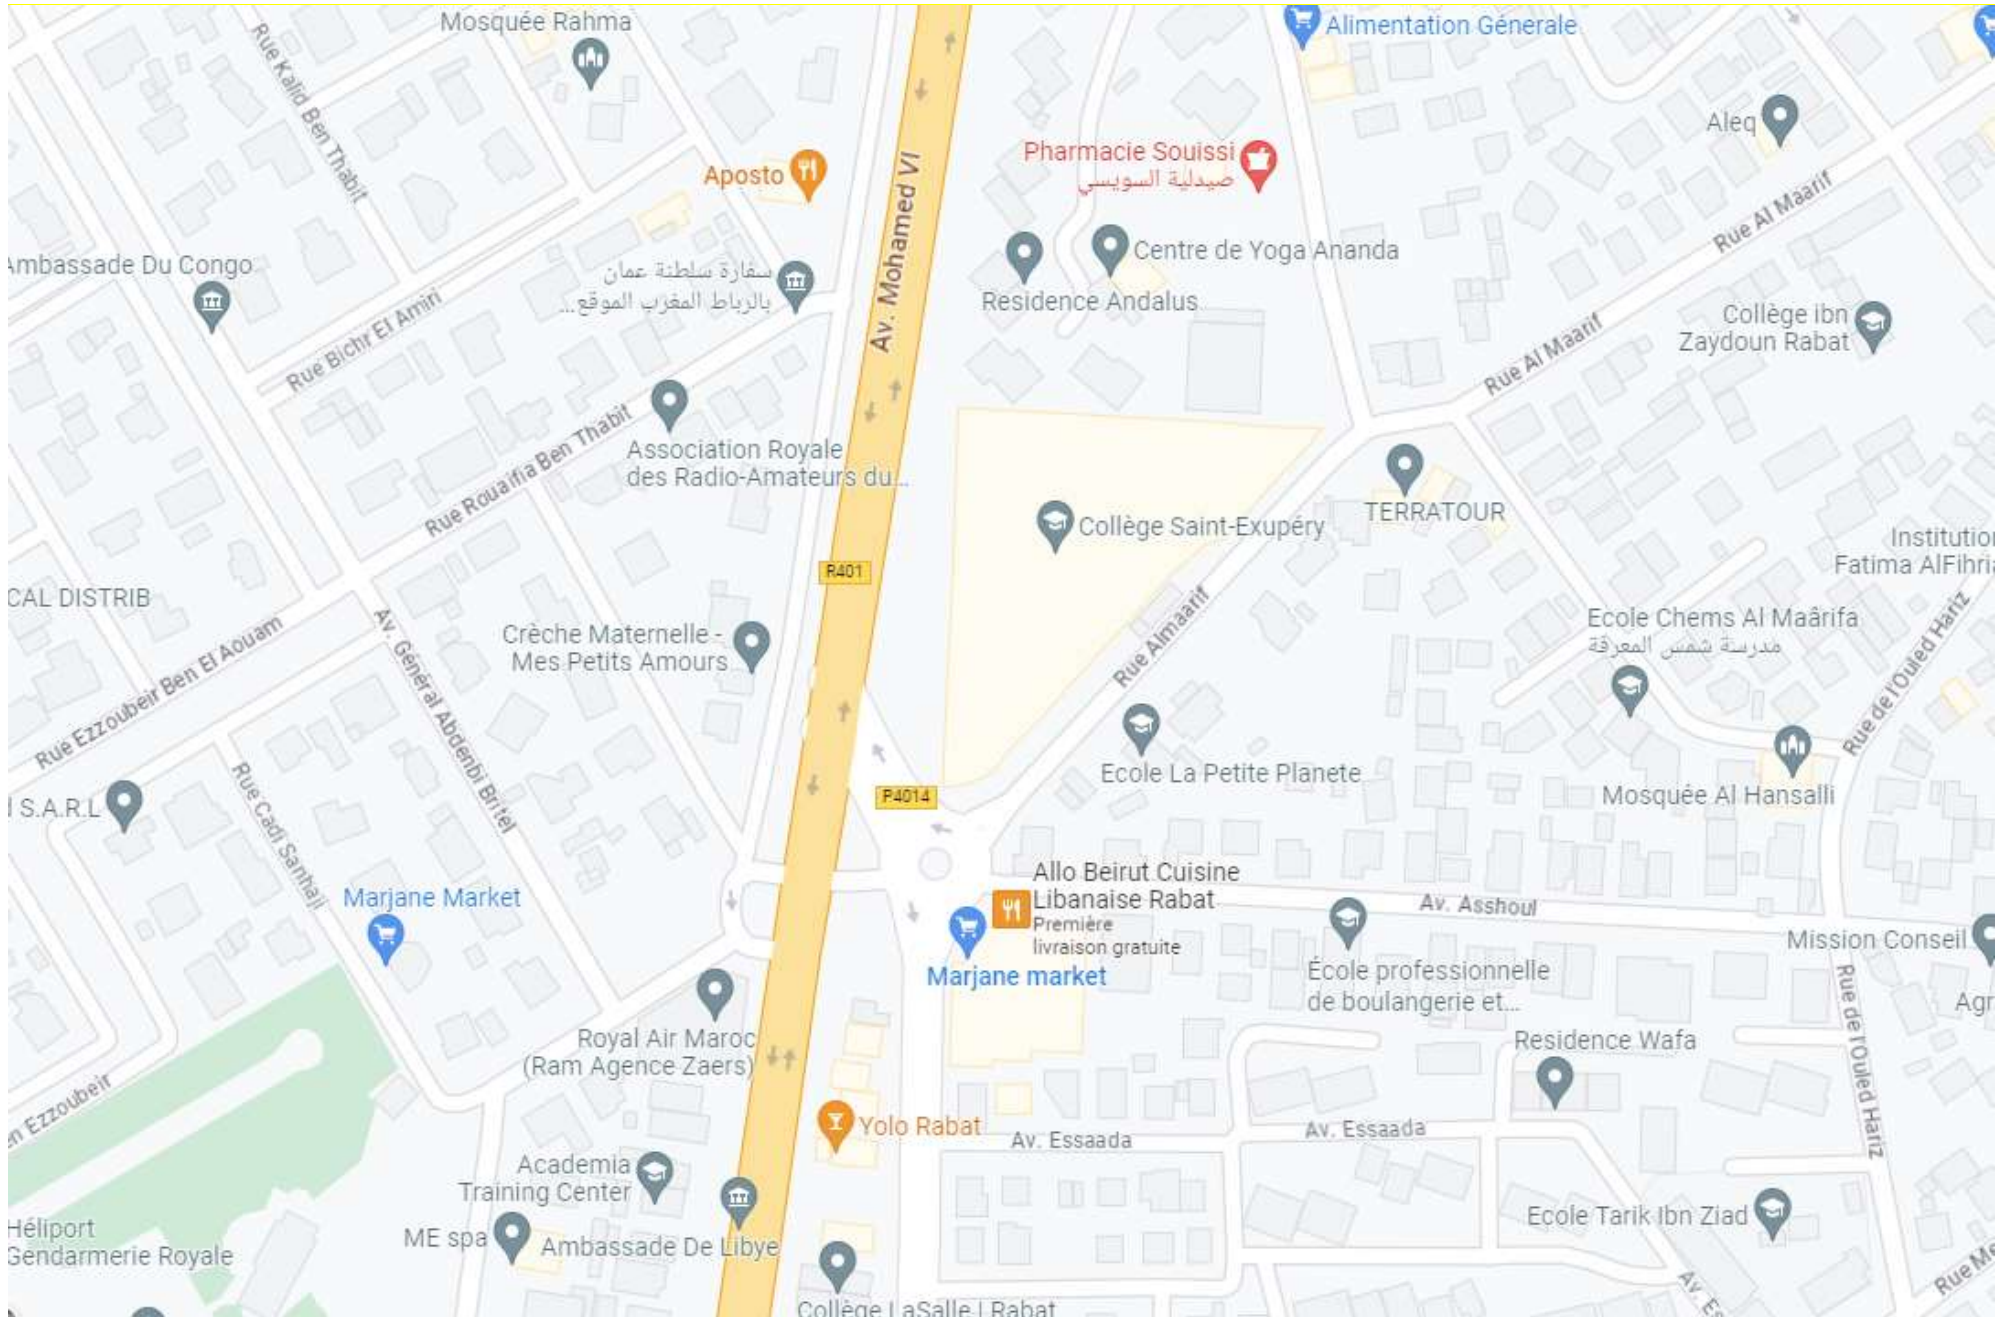 Mosquée Rahma
Alimentation Génerale
Rue Kalid Ben Thabit
Aleq
Pharmacie Souissi
صيدلية السويسي
Aposto
Av. Mohamed VI
Rue Al Maarif
Centre de Yoga Ananda
Ambassade Du Congo
سفارة سلطنة عمان
بالرباط المغرب الموقع...
Residence Andalus
Rue Bichr El Amiri
Collège ibn
Zaydoun Rabat
Rue Al Maarif
Association Royale
des Radio-Amateurs du...
Rue Rouaifia Ben Thabit
TERRATOUR
Collège Saint-Exupéry
Institution
Fatima AlFihria
R401
CAL DISTRIB
Ecole Chems Al Maârifa
مدرسة شمس المعرفة
Crèche Maternelle -
Mes Petits Amours
Rue Almaarif
Rue de l'Ouled Hariz
Rue Ezzoubeir Ben El Aouam
Av. Général Abdenbi Britel
Ecole La Petite Planete
P4014
Mosquée Al Hansalli
S.A.R.L
Rue Cadi Sanhaji
Allo Beirut Cuisine
Libanaise Rabat
Première
livraison gratuite
Marjane Market
Av. Asshoul
Mission Conseil
Marjane market
École professionnelle
de boulangerie et...
Agr
Rue de l'Ouled Hariz
Royal Air Maroc
(Ram Agence Zaers)
Residence Wafa
Ezzoubeir
Yolo Rabat
Av. Essaada
Av. Essaada
Academia
Training Center
Ecole Tarik Ibn Ziad
Héliport
Gendarmerie Royale
ME spa
Ambassade De Libye
Av. Es
Rue Me
Collège LaSalle | Rabat